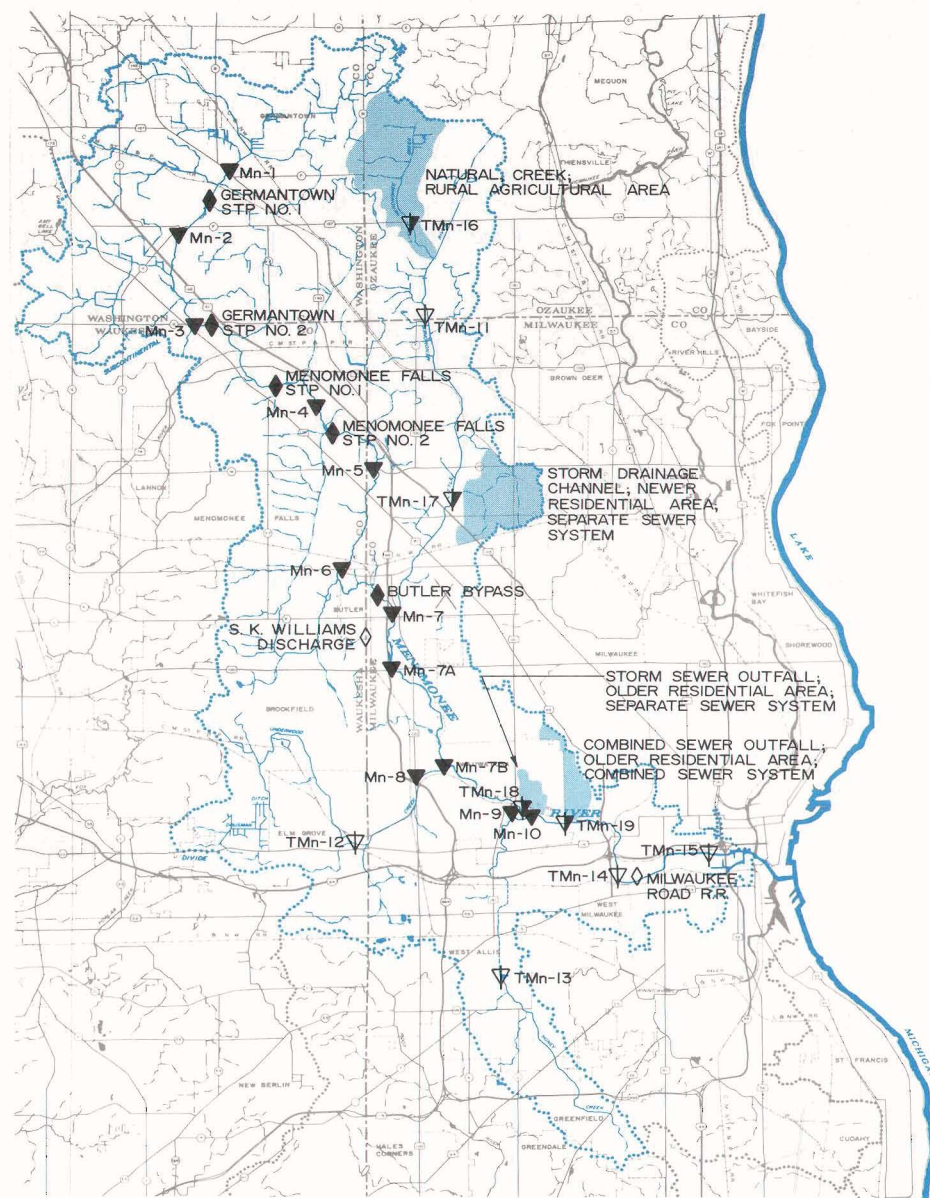 MEQUON
GERMANTOWN
THIENSVILLE
Mn-1
NATURAL CREEK;
RURAL AGRICULTURAL AREA
GERMANTOWN
STP NO. 1
TMn-16
Mn-2
WASHINGTON
OZAUKEE
WASHINGTON
Mn-3
GERMANTOWN
STP NO. 2
TMn-11
OZAUKEE CO
MILWAUKEE CO
BAYSIDE
RIVER HILLS
BROWN DEER
MENOMONEE FALLS
STP NO. 1
Mn-4
FOX POINT
MENOMONEE FALLS
STP NO. 2
Mn-5
LANNON
STORM DRAINAGE
CHANNEL; NEWER
RESIDENTIAL AREA;
SEPARATE SEWER
SYSTEM
TMn-17
MENOMONEE FALLS
LAKE
Mn-6
BUTLER BYPASS
WHITEFISH
BAY
BUTLER
Mn-7
S. K. WILLIAMS
DISCHARGE
SHOREWOOD
MILWAUKEE
Mn-7A
MENOMONEE
STORM SEWER OUTFALL;
OLDER RESIDENTIAL AREA;
SEPARATE SEWER SYSTEM
WAUKESHA
MILWAUKEE
BROOKFIELD
UNDERWOOD
COMBINED SEWER OUTFALL;
OLDER RESIDENTIAL AREA;
COMBINED SEWER SYSTEM
Mn-7B
Mn-8
TMn-18
DITCH
DOUSMAN
Mn-9
RIVER
Mn-10
TMn-19
ELM GROVE
TMn-12
DIVIDE
TMn-15
TMn-14
MILWAUKEE
ROAD R.R.
WEST
MILWAUKEE
WEST ALLIS
TMn-13
MICHIGAN
ST. FRANCIS
NEW BERLIN
CREEK
GREENFIELD
CUDAHY
HALES
CORNERS
GREENDALE